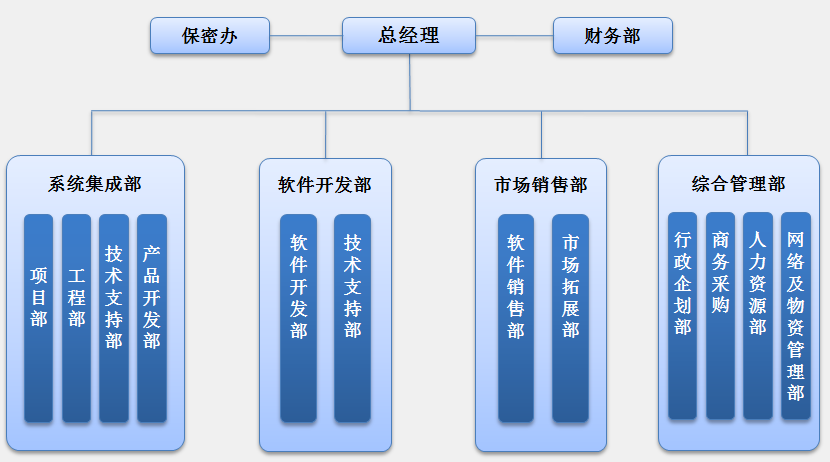 保密办
总经理
财务部
系统集成部
项目部
工程部
技术支持部
产品开发部
软件开发部
软件开发部
技术支持部
市场销售部
软件销售部
市场拓展部
综合管理部
行政企划部
商务采购
人力资源部
网络及物资管理部